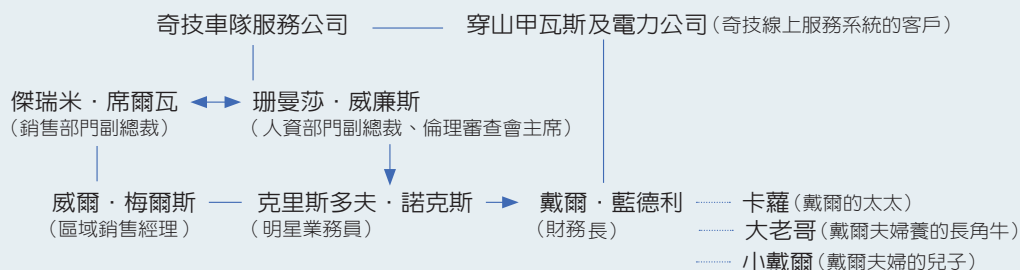 奇技車隊服務公司 穿山甲瓦斯及電力公司(奇技線上服務系統的客戶)
傑瑞米・席爾瓦 珊曼莎・威廉斯
(銷售部門副總裁) (人資部門副總裁、倫理審查會主席)
威爾・梅爾斯 克里斯多夫・諾克斯 戴爾・藍德利 卡蘿(戴爾的太太)
(區域銷售經理) (明星業務員) (財務長) 大老哥(戴爾夫婦養的長角牛)
小戴爾(戴爾夫婦的兒子)